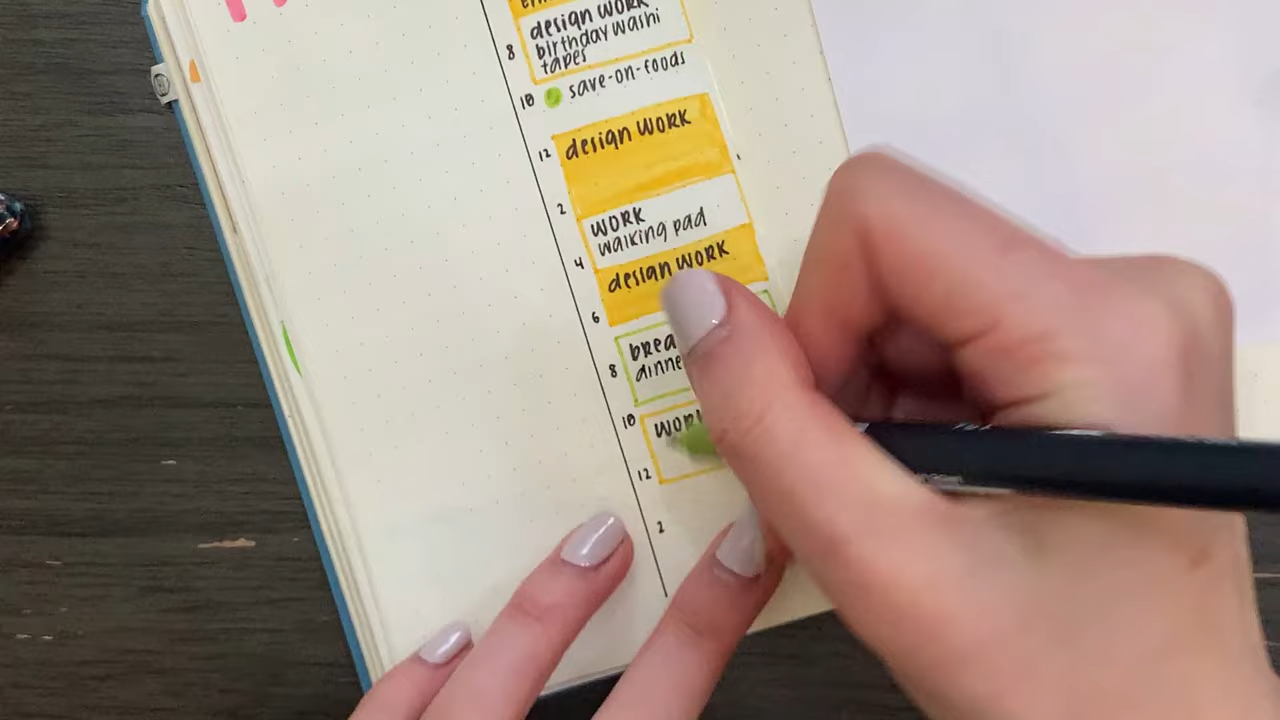 design WORK
8
birthday washi
tapes
10
save-on-foods
12
design WORK
2
WORK
walking pad
4
design WORK
6
8
10
12
2